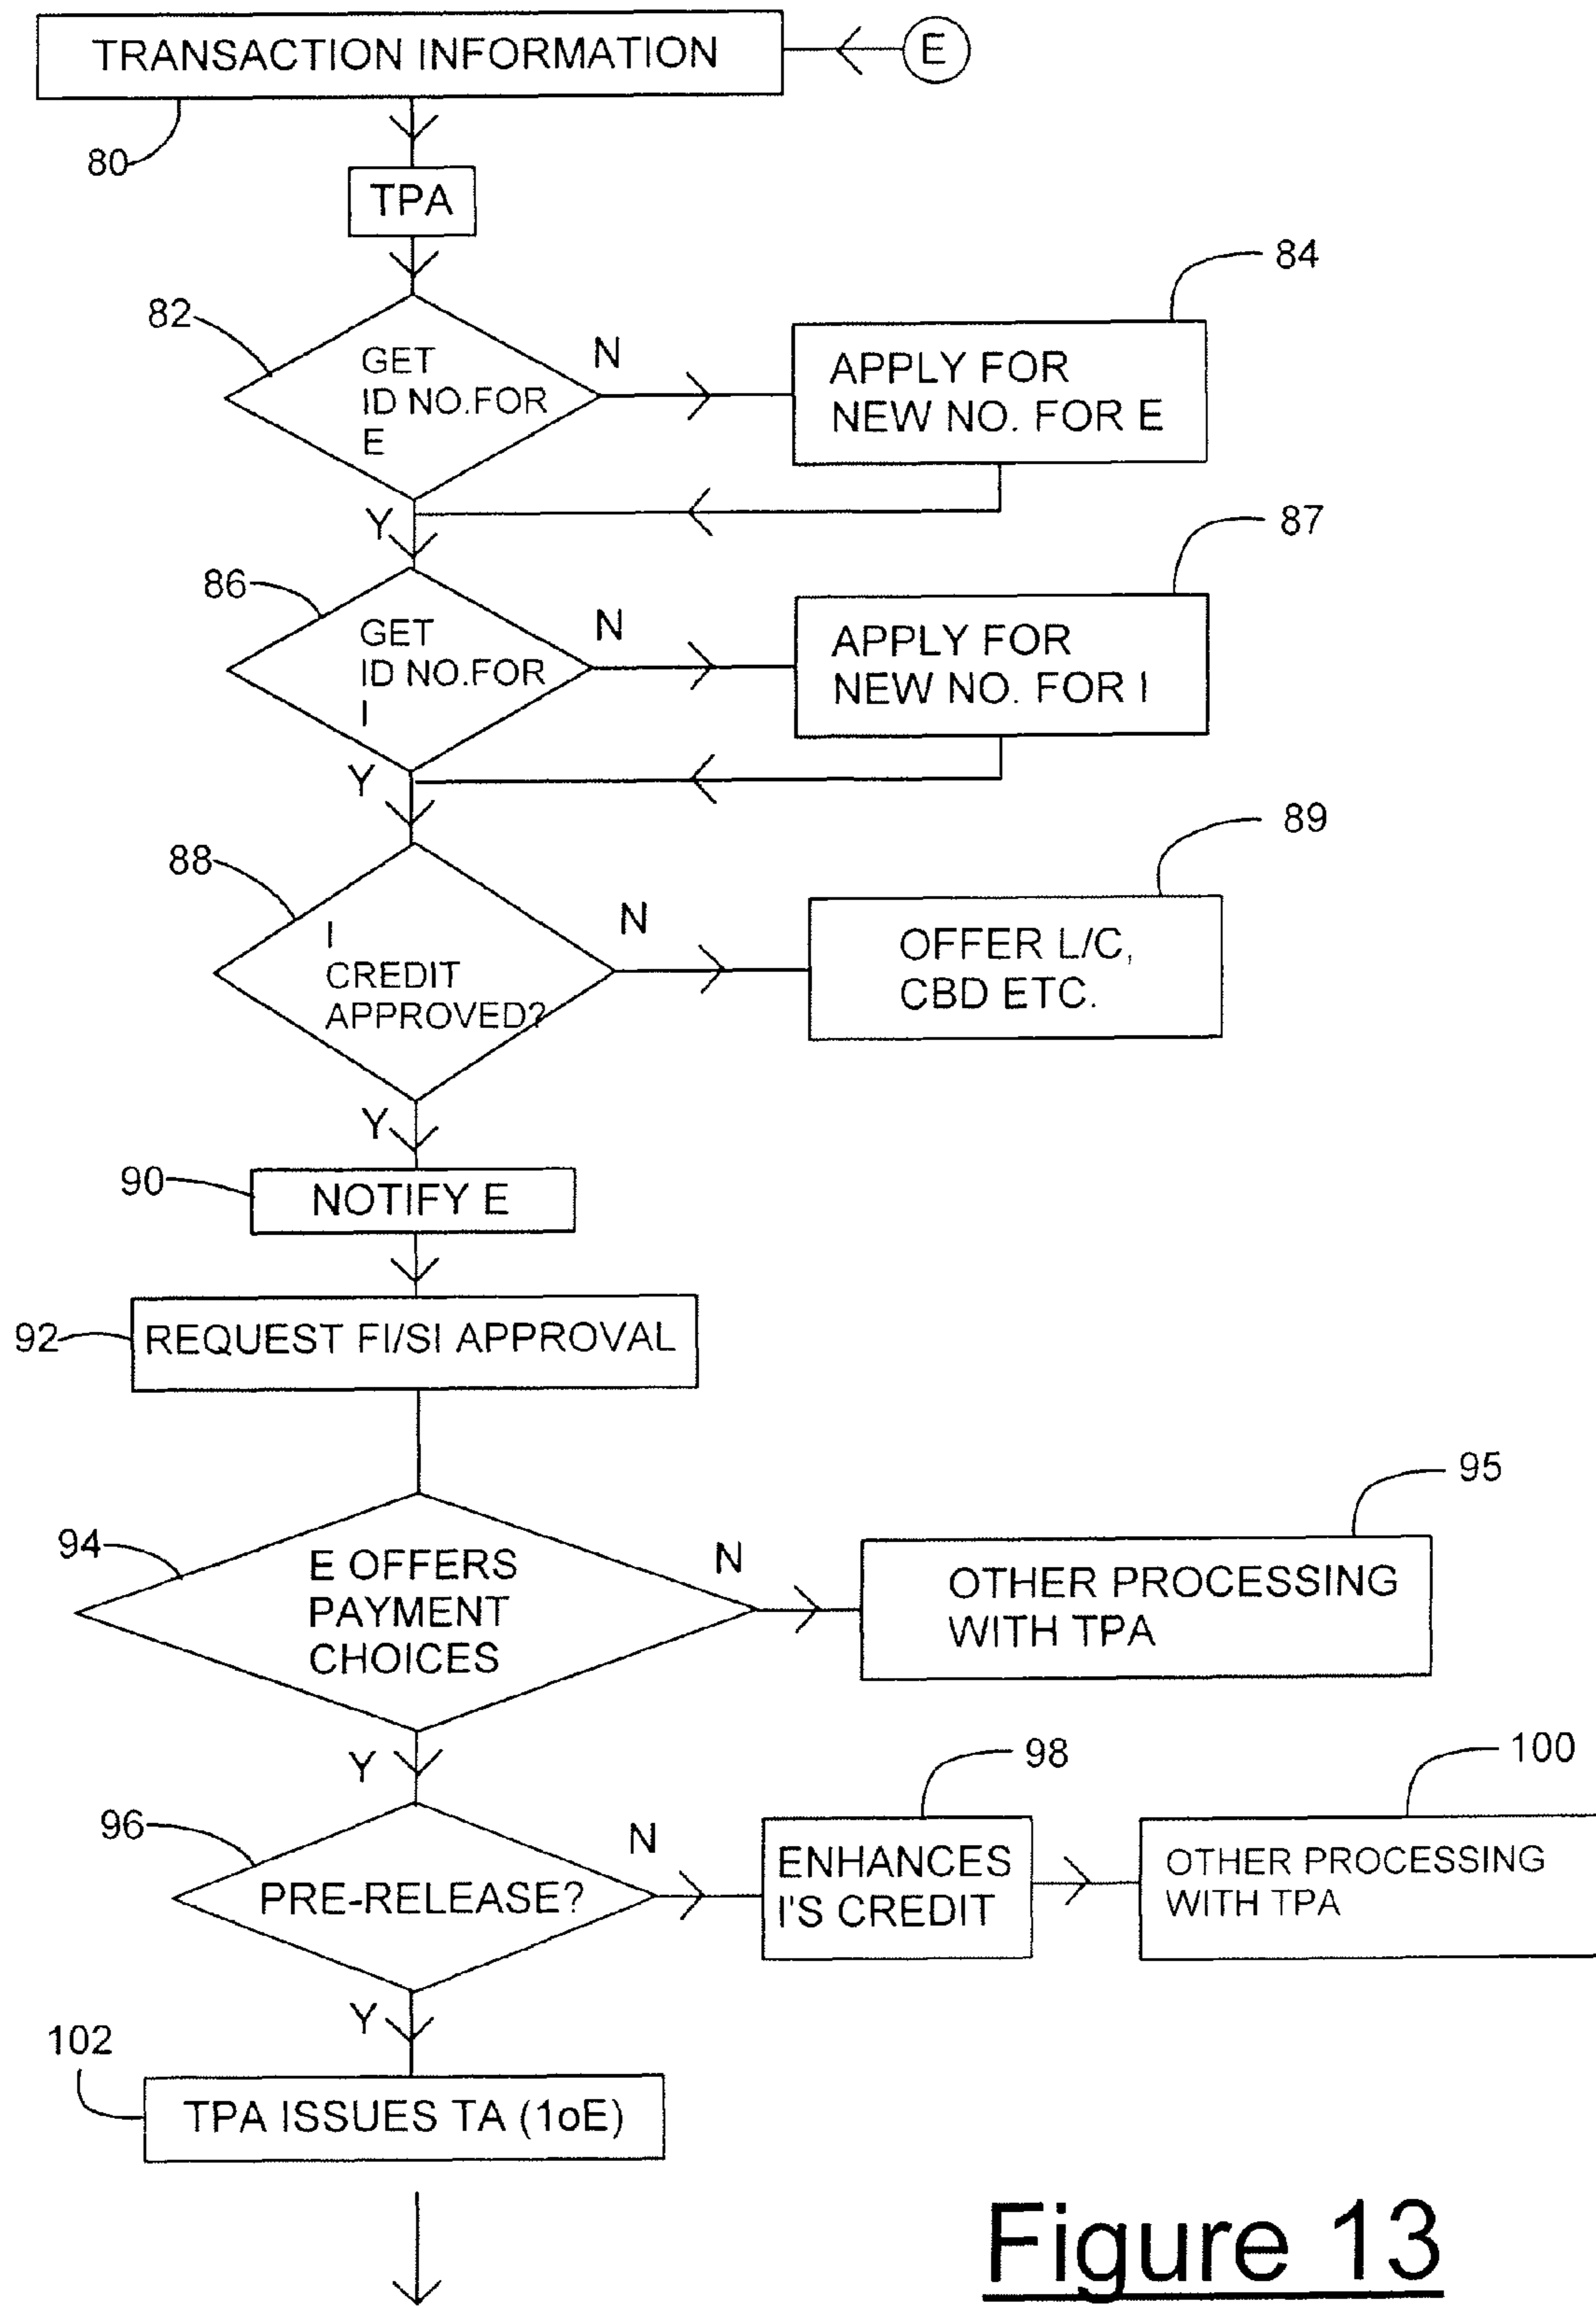 TRANSACTION INFORMATION
E
80
TPA
84
82
GET
ID NO.FOR
E
N
APPLY FOR
NEW NO. FOR E
Y
87
86
GET
ID NO.FOR
I
N
APPLY FOR
NEW NO. FOR I
Y
89
88
I
CREDIT
APPROVED?
N
OFFER L/C,
CBD ETC.
Y
90
NOTIFY E
92
REQUEST FI/SI APPROVAL
95
94
E OFFERS
PAYMENT
CHOICES
N
OTHER PROCESSING
WITH TPA
Y
98
100
96
PRE-RELEASE?
N
ENHANCES
I'S CREDIT
OTHER PROCESSING
WITH TPA
Y
102
TPA ISSUES TA (1oE)
Figure 13